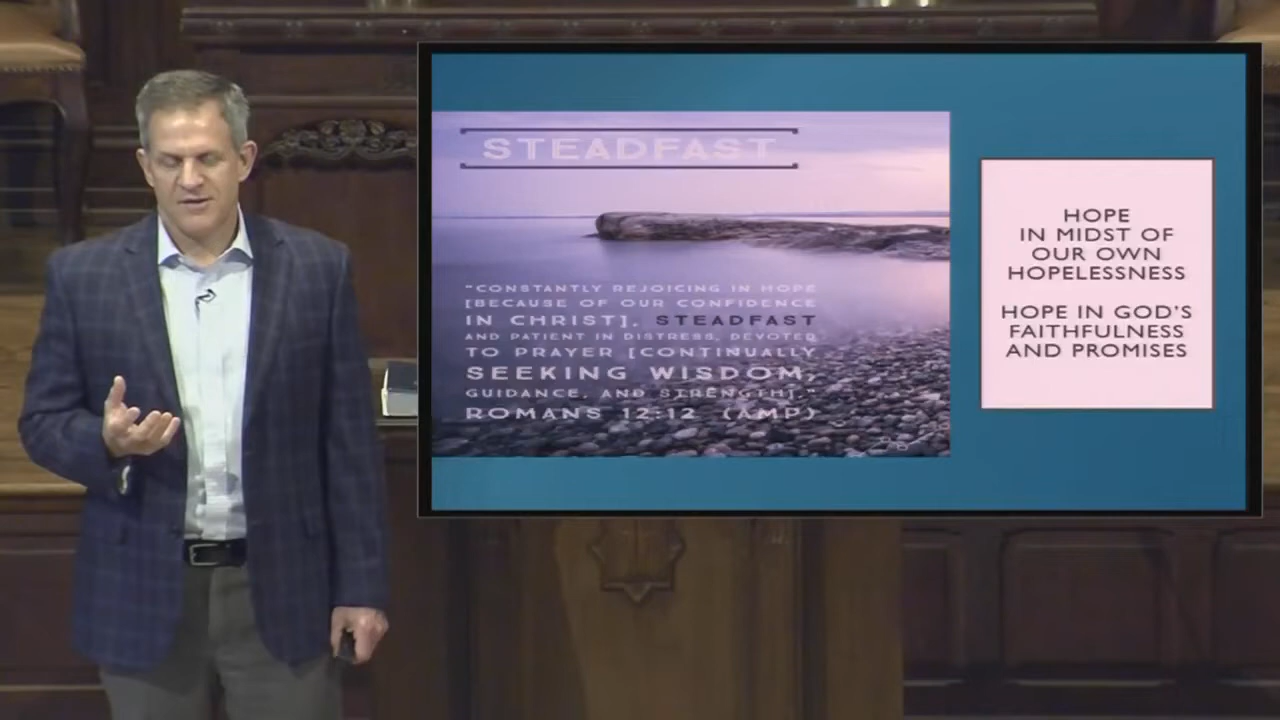 STEADFAST
"CONSTANTLY REJOICING IN HOPE
[BECAUSE OF OUR CONFIDENCE
IN CHRIST], STEADFAST
AND PATIENT IN DISTRESS, DEVOTED
TO PRAYER [CONTINUALLY
SEEKING WISDOM,
GUIDANCE, AND STRENGTH],"
ROMANS 12:12 (AMP)
HOPE
IN MIDST OF
OUR OWN
HOPELESSNESS
HOPE IN GOD'S
FAITHFULNESS
AND PROMISES